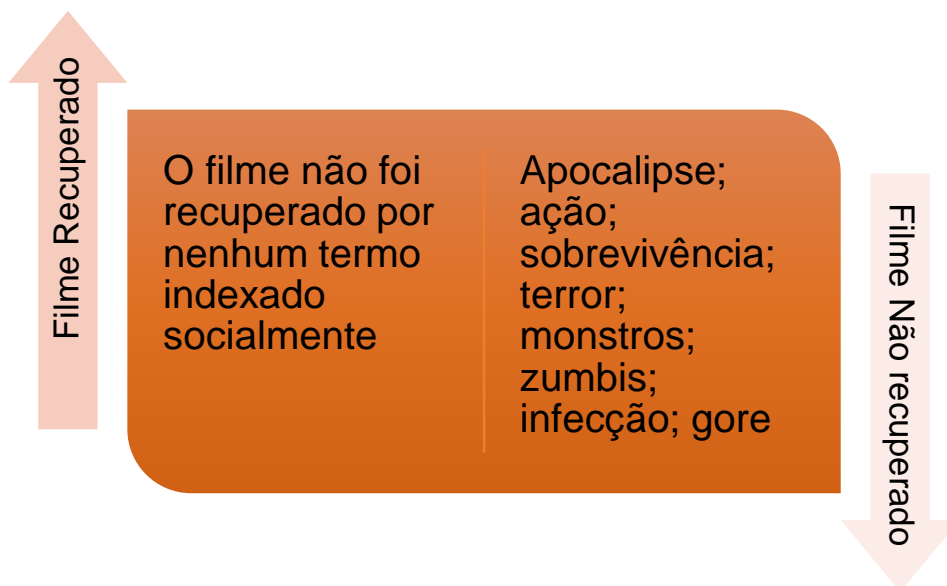 Filme Recuperado
O filme não foi
recuperado por
nenhum termo
indexado
socialmente
Apocalipse;
ação;
sobrevivência;
terror;
monstros;
zumbis;
infecção; gore
Filme Não recuperado